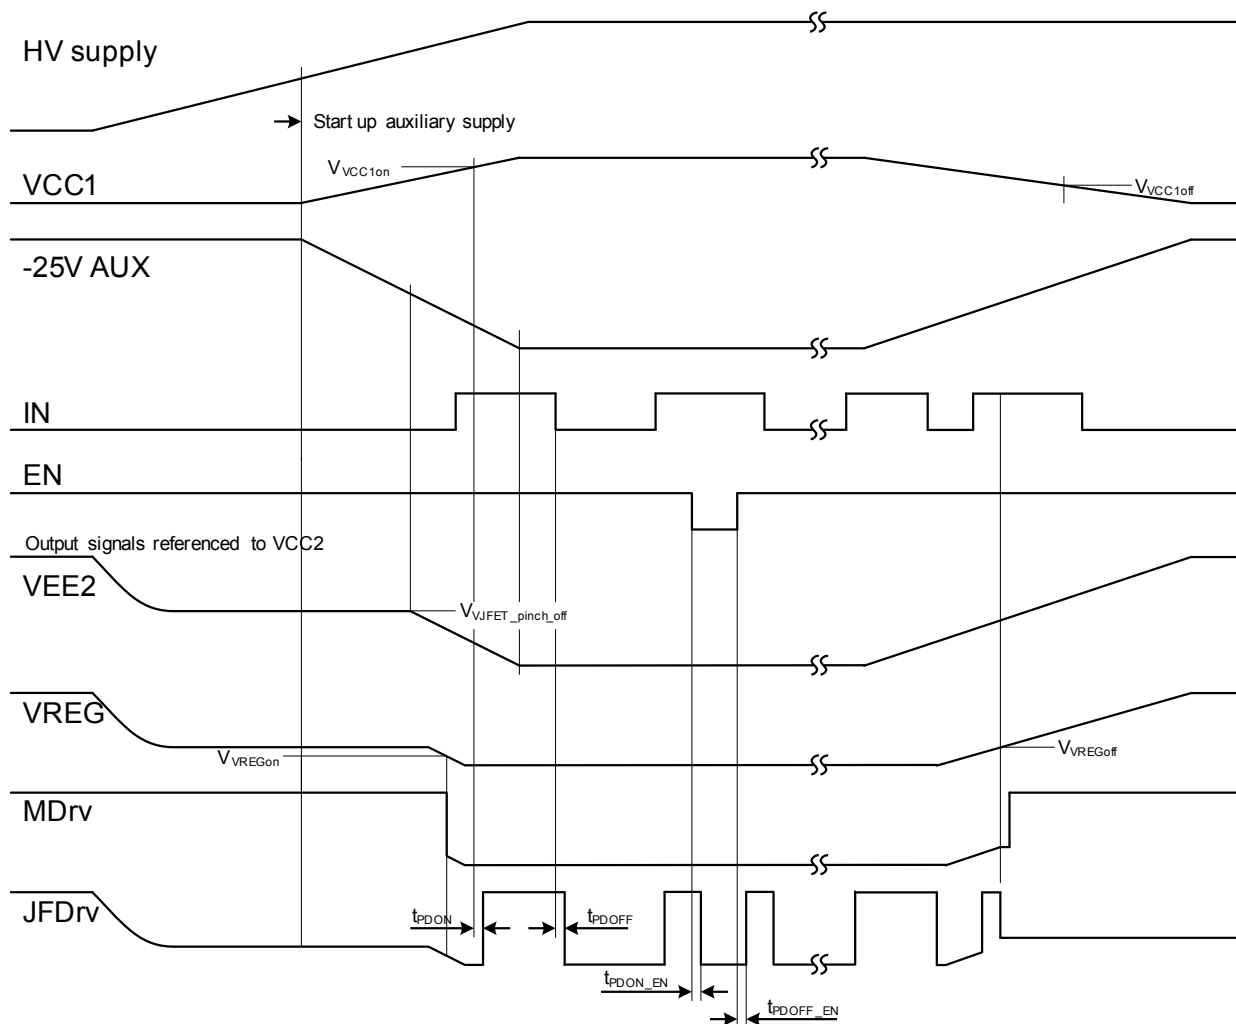 HV supply
Start up auxiliary supply
VVCC1on
VCC1
VVCC1off
-25V AUX
IN
EN
Output signals referenced to VCC2
VEE2
VVJFET_pinch_off
VREG
VVREGon
VVREGoff
MDrv
JFDrv
tPDON
tPDOFF
tPDON_EN
tPDOFF_EN